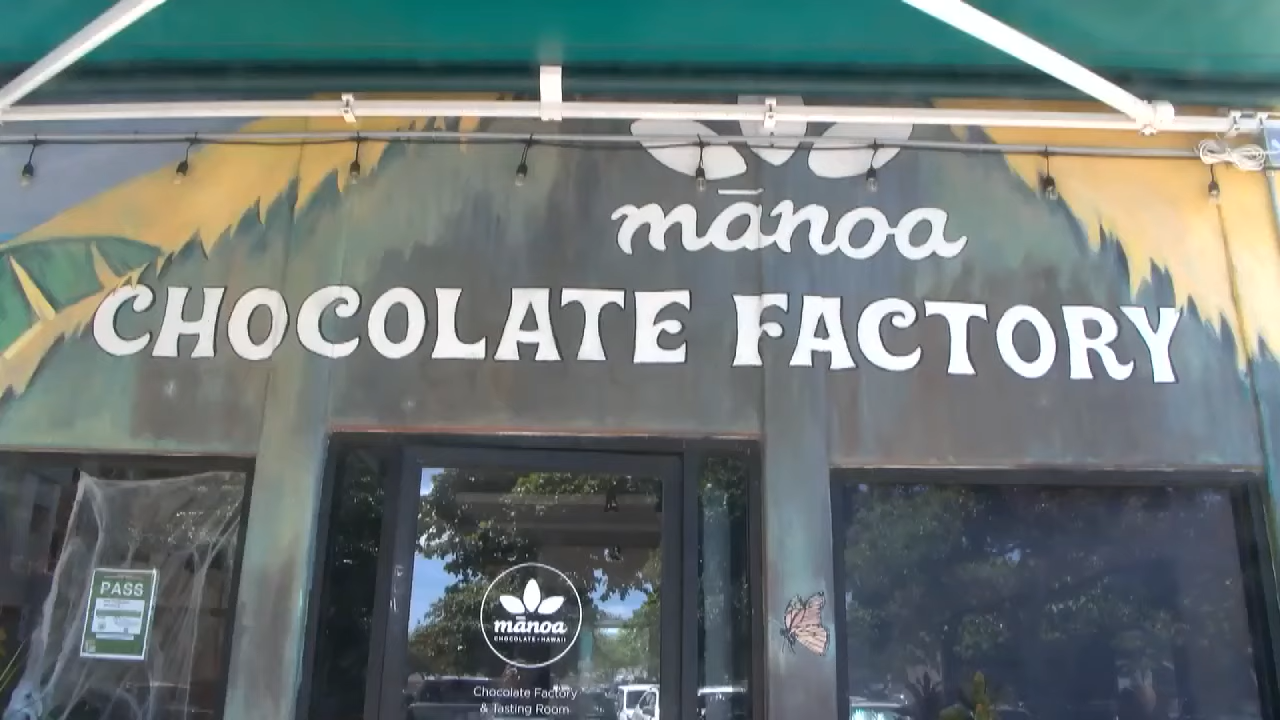 mānoa
CHOCOLATE FACTORY
PASS
mānoa
CHOCOLATE • HAWAII
Chocolate Factory
& Tasting Room